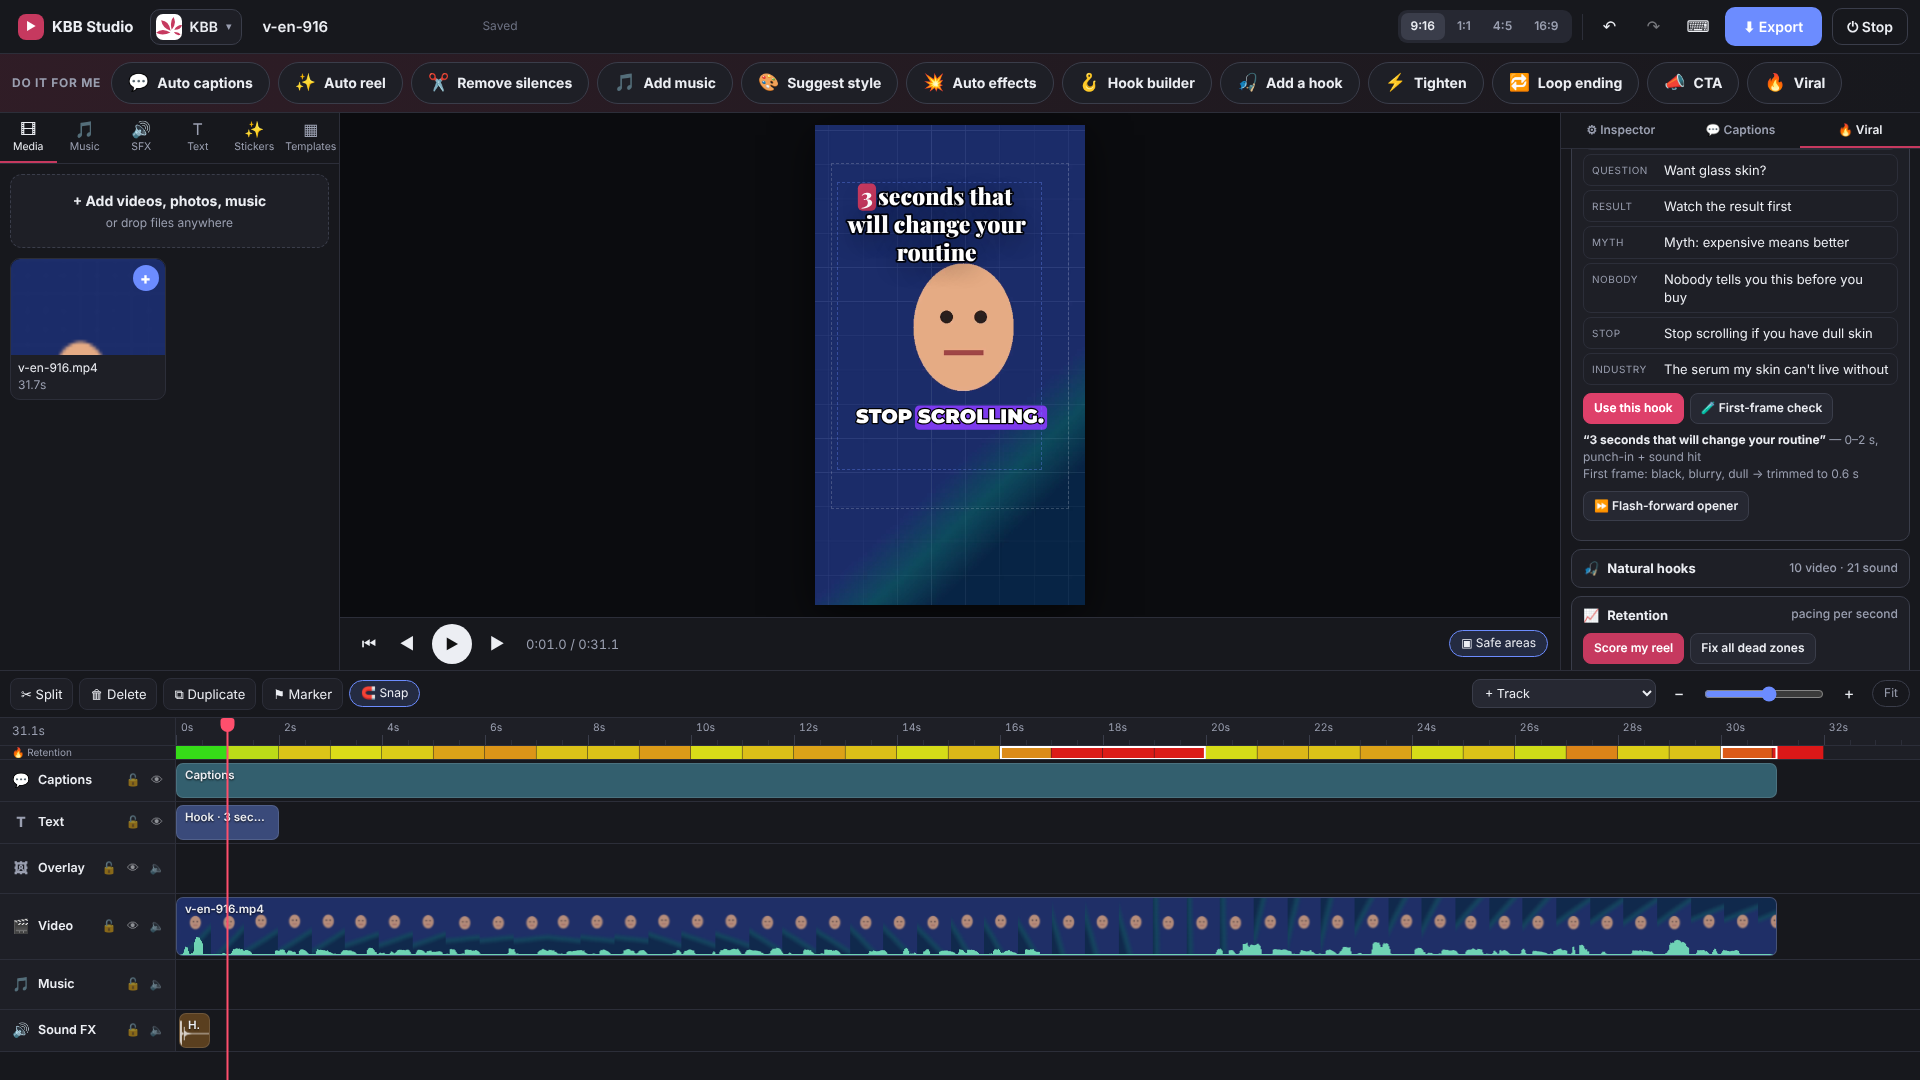 KBB Studio
KBB
v-en-916
Saved
9:16
1:1
4:5
16:9
Export
Stop
DO IT FOR ME
Auto captions
Auto reel
Remove silences
Add music
Suggest style
Auto effects
Hook builder
Add a hook
Tighten
Loop ending
CTA
Viral
Media
Music
SFX
Text
Stickers
Templates
+ Add videos, photos, music
or drop files anywhere
v-en-916.mp4
31.7s
3 seconds that
will change your
routine
STOP SCROLLING.
0:01.0 / 0:31.1
Safe areas
Inspector
Captions
Viral
QUESTION Want glass skin?
RESULT Watch the result first
MYTH Myth: expensive means better
NOBODY Nobody tells you this before you
buy
STOP Stop scrolling if you have dull skin
INDUSTRY The serum my skin can't live without
Use this hook
First-frame check
“3 seconds that will change your routine” — 0–2 s,
punch-in + sound hit
First frame: black, blurry, dull → trimmed to 0.6 s
Flash-forward opener
Natural hooks 10 video · 21 sound
Retention pacing per second
Score my reel
Fix all dead zones
Split
Delete
Duplicate
Marker
Snap
+ Track
Fit
31.1s
0s 2s 4s 6s 8s 10s 12s 14s 16s 18s 20s 22s 24s 26s 28s 30s 32s
Retention
Captions
Captions
Text
Hook · 3 sec...
Overlay
Video
v-en-916.mp4
Music
Sound FX
H.